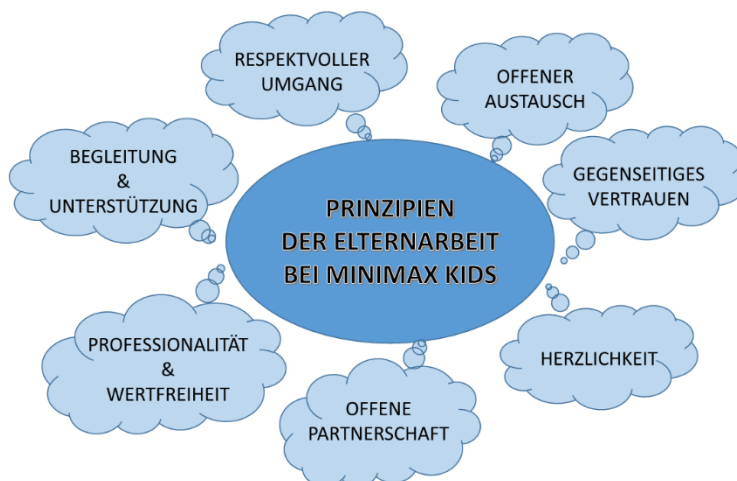 RESPEKTVOLLER
UMGANG
OFFENER
AUSTAUSCH
BEGLEITUNG
&
UNTERSTÜTZUNG
GEGENSEITIGES
VERTRAUEN
PRINZIPIEN
DER ELTERNARBEIT
BEI MINIMAX KIDS
PROFESSIONALITÄT
&
WERTFREIHEIT
HERZLICHKEIT
OFFENE
PARTNERSCHAFT